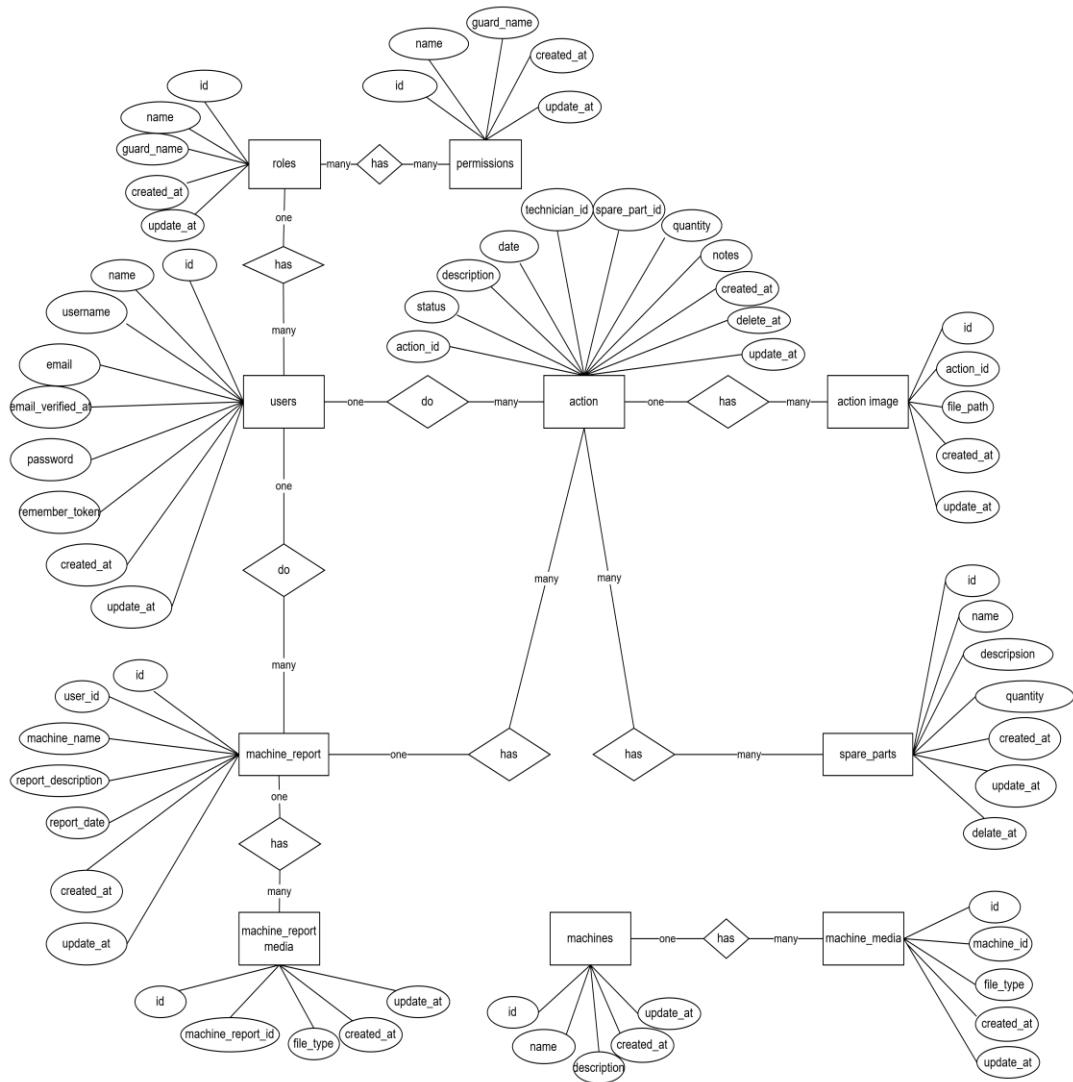 guard_name
name
created_at
id
update_at
id
name
guard_name
created_at
update_at
roles
many
has
many
permissions
one
has
many
id
name
username
email
email_verified_at
password
remember_token
created_at
update_at
users
one
do
many
technician_id
spare_part_id
quantity
date
notes
description
created_at
status
delete_at
action_id
update_at
action
one
has
many
action image
id
action_id
file_path
created_at
update_at
one
do
many
many
many
id
name
descripsion
quantity
created_at
update_at
delate_at
id
user_id
machine_name
report_description
report_date
created_at
update_at
machine_report
one
has
has
many
spare_parts
one
has
many
machine_report
media
id
machine_report_id
file_type
created_at
update_at
machines
one
has
many
machine_media
id
name
description
created_at
update_at
id
machine_id
file_type
created_at
update_at